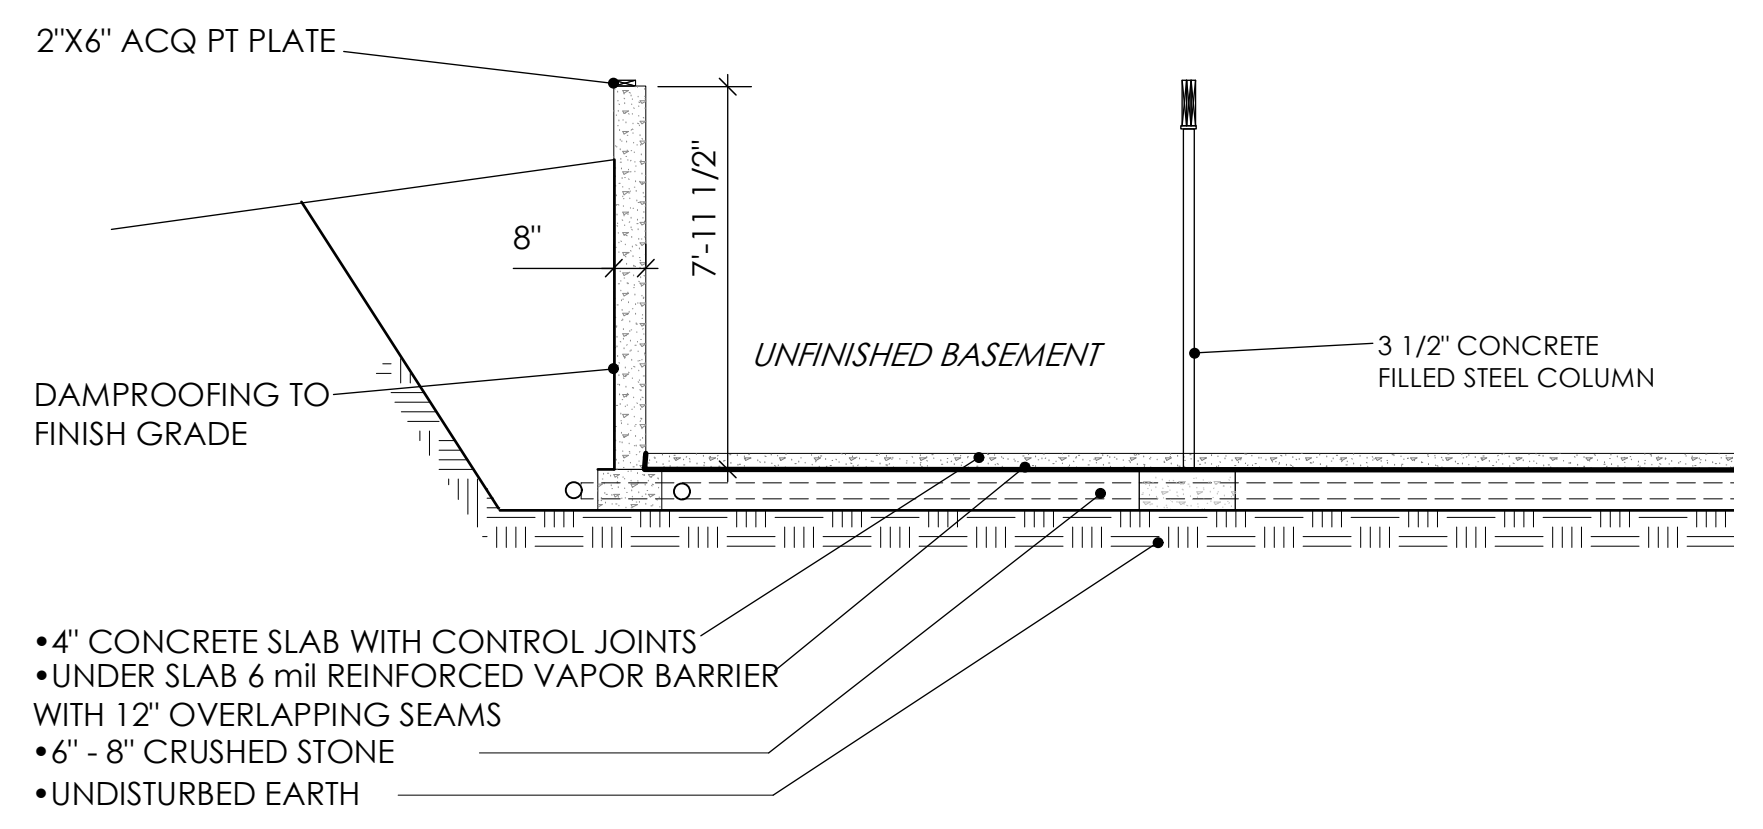 2"X6" ACQ PT PLATE
7'-11 1/2"
8"
UNFINISHED BASEMENT
3 1/2" CONCRETE
FILLED STEEL COLUMN
DAMPROOFING TO
FINISH GRADE
•4" CONCRETE SLAB WITH CONTROL JOINTS
•UNDER SLAB 6 mil REINFORCED VAPOR BARRIER
WITH 12" OVERLAPPING SEAMS
•6" - 8" CRUSHED STONE
•UNDISTURBED EARTH